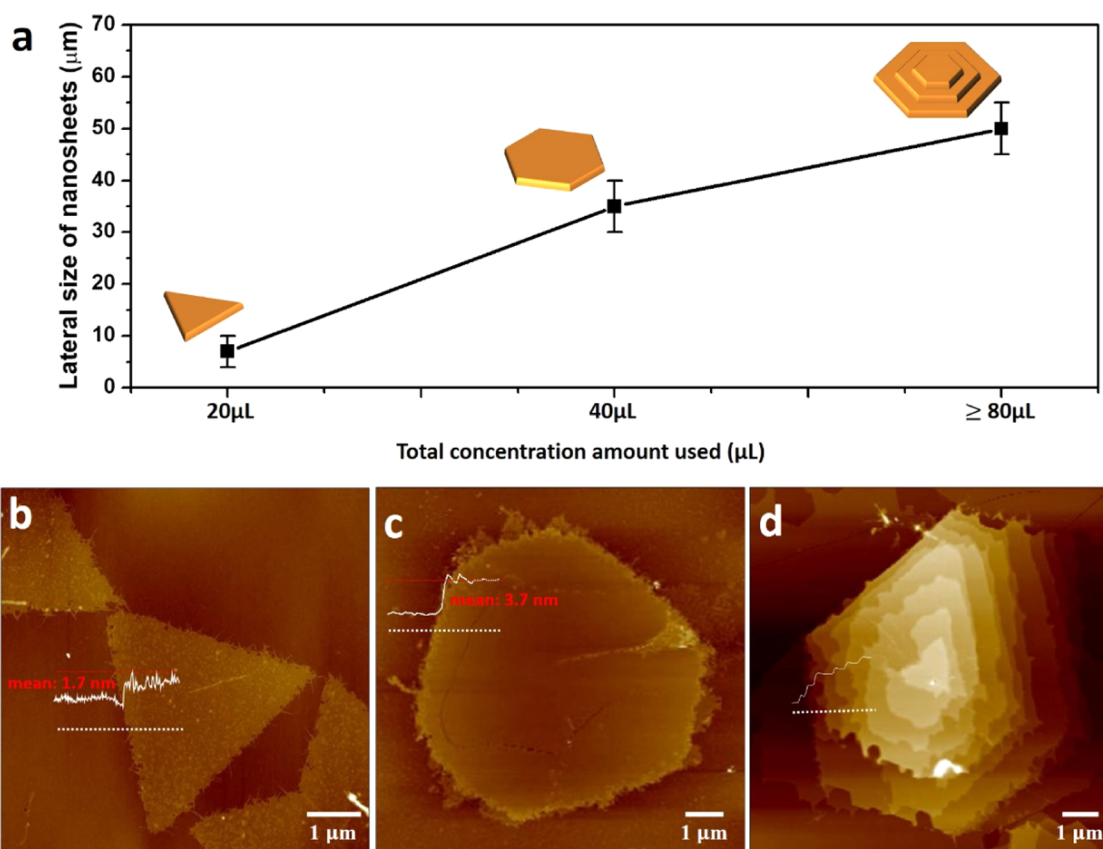 a
Lateral size of nanosheets (μm)
70
60
50
40
30
20
10
0
20μL
40μL
≥ 80μL
Total concentration amount used (μL)
b
mean: 1.7 nm
1 μm
c
mean: 3.7 nm
1 μm
d
1 μm